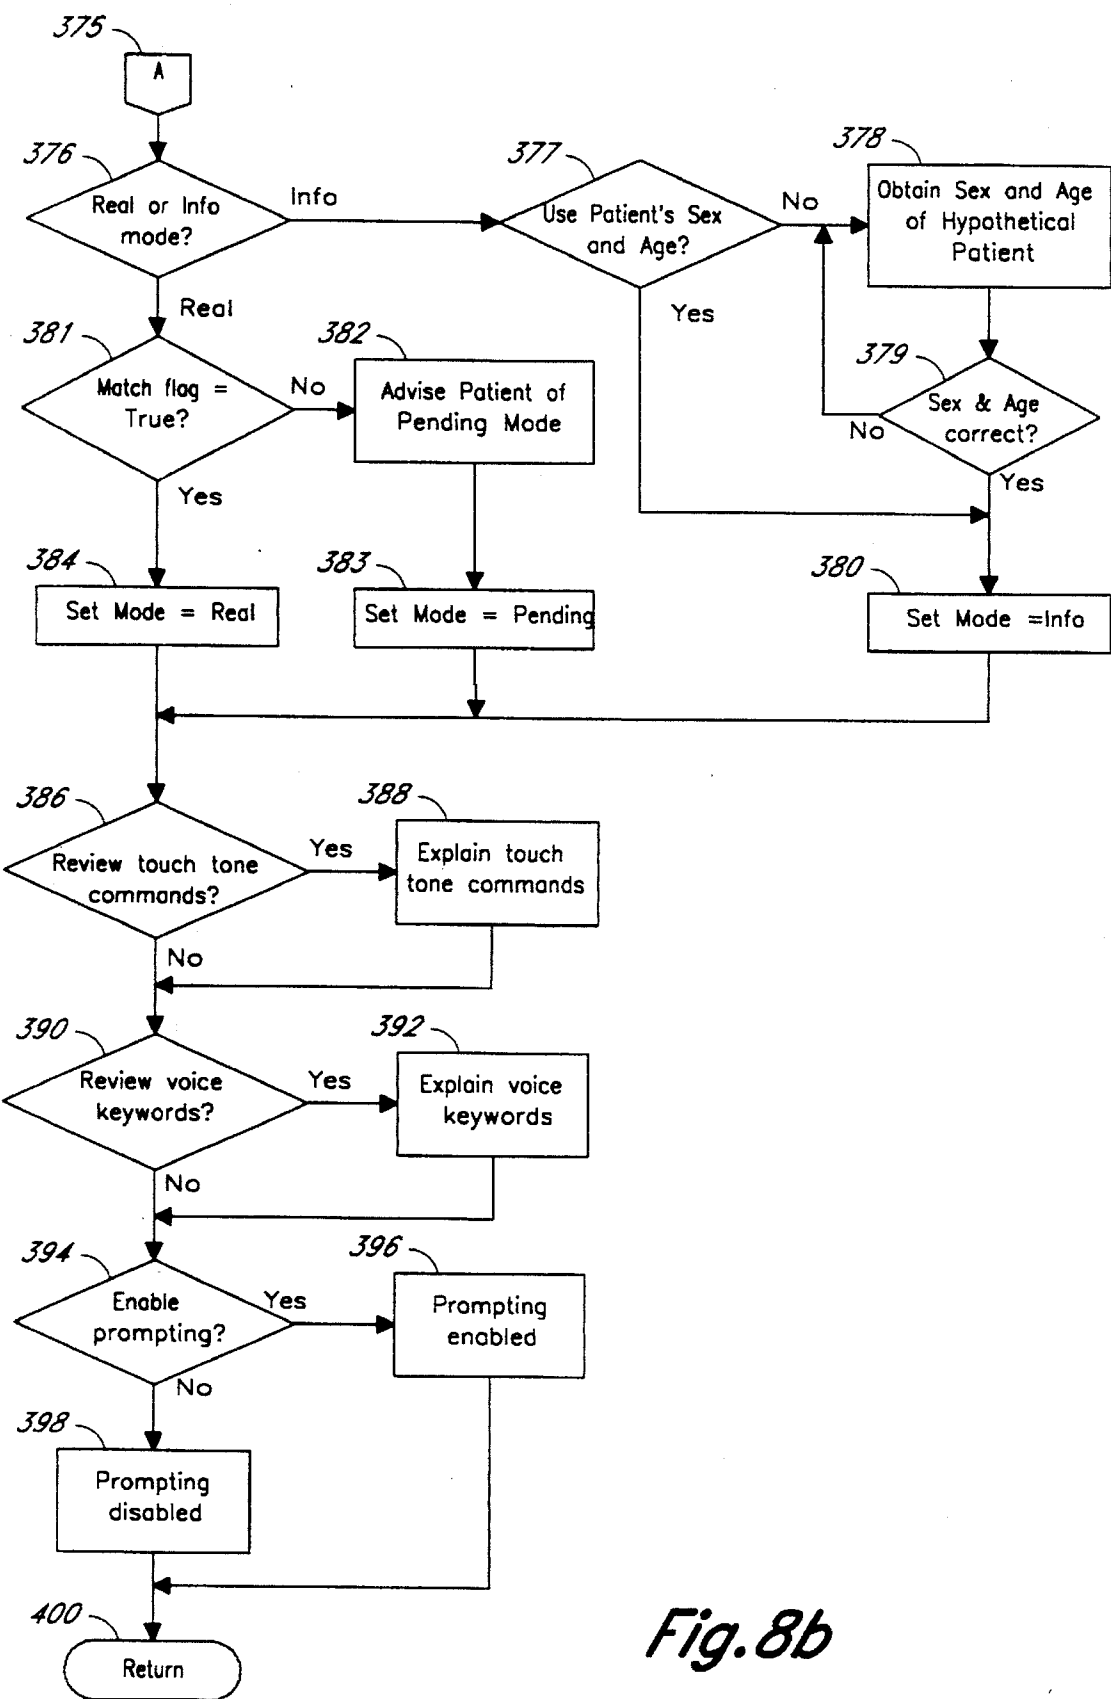 375
A
376
Real or Info
mode?
Info
377
Use Patient's Sex
and Age?
No
378
Obtain Sex and Age
of Hypothetical
Patient
Real
Yes
381
Match flag =
True?
No
382
Advise Patient of
Pending Mode
379
Sex & Age
correct?
No
Yes
Yes
384
Set Mode = Real
383
Set Mode = Pending
380
Set Mode =Info
386
Review touch tone
commands?
Yes
388
Explain touch
tone commands
No
390
Review voice
keywords?
Yes
392
Explain voice
keywords
No
394
Enable
prompting?
Yes
396
Prompting
enabled
No
398
Prompting
disabled
400
Return
Fig.8b